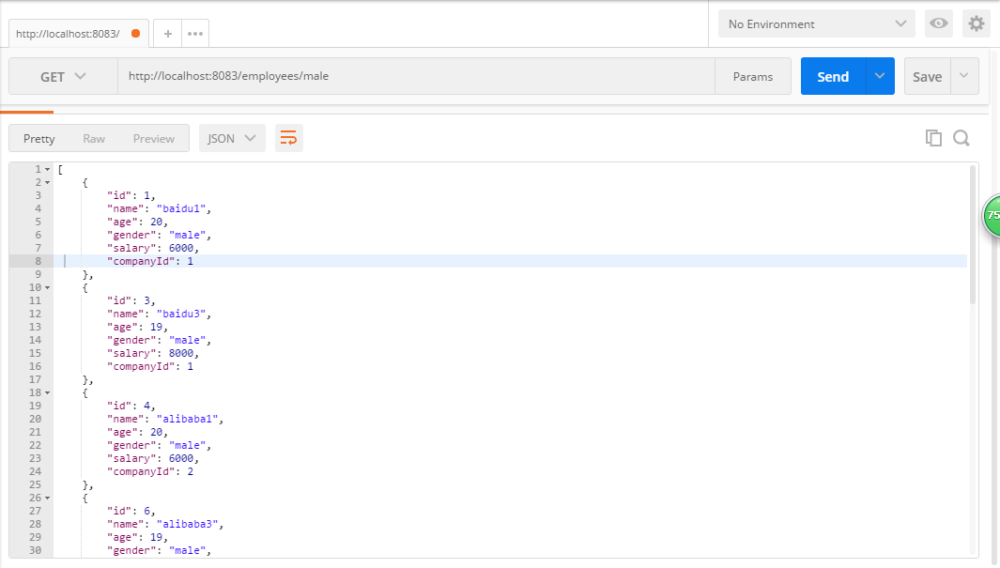 http://localhost:8083/
+
•••
No Environment
GET
http://localhost:8083/employees/male
Params
Send
Save
Pretty
Raw
Preview
JSON
1 [
2 {
3 "id": 1,
4 "name": "baidu1",
5 "age": 20,
6 "gender": "male",
7 "salary": 6000,
8 "companyId": 1
9 },
10 {
11 "id": 3,
12 "name": "baidu3",
13 "age": 19,
14 "gender": "male",
15 "salary": 8000,
16 "companyId": 1
17 },
18 {
19 "id": 4,
20 "name": "alibaba1",
21 "age": 20,
22 "gender": "male",
23 "salary": 6000,
24 "companyId": 2
25 },
26 {
27 "id": 6,
28 "name": "alibaba3",
29 "age": 19,
30 "gender": "male",
75